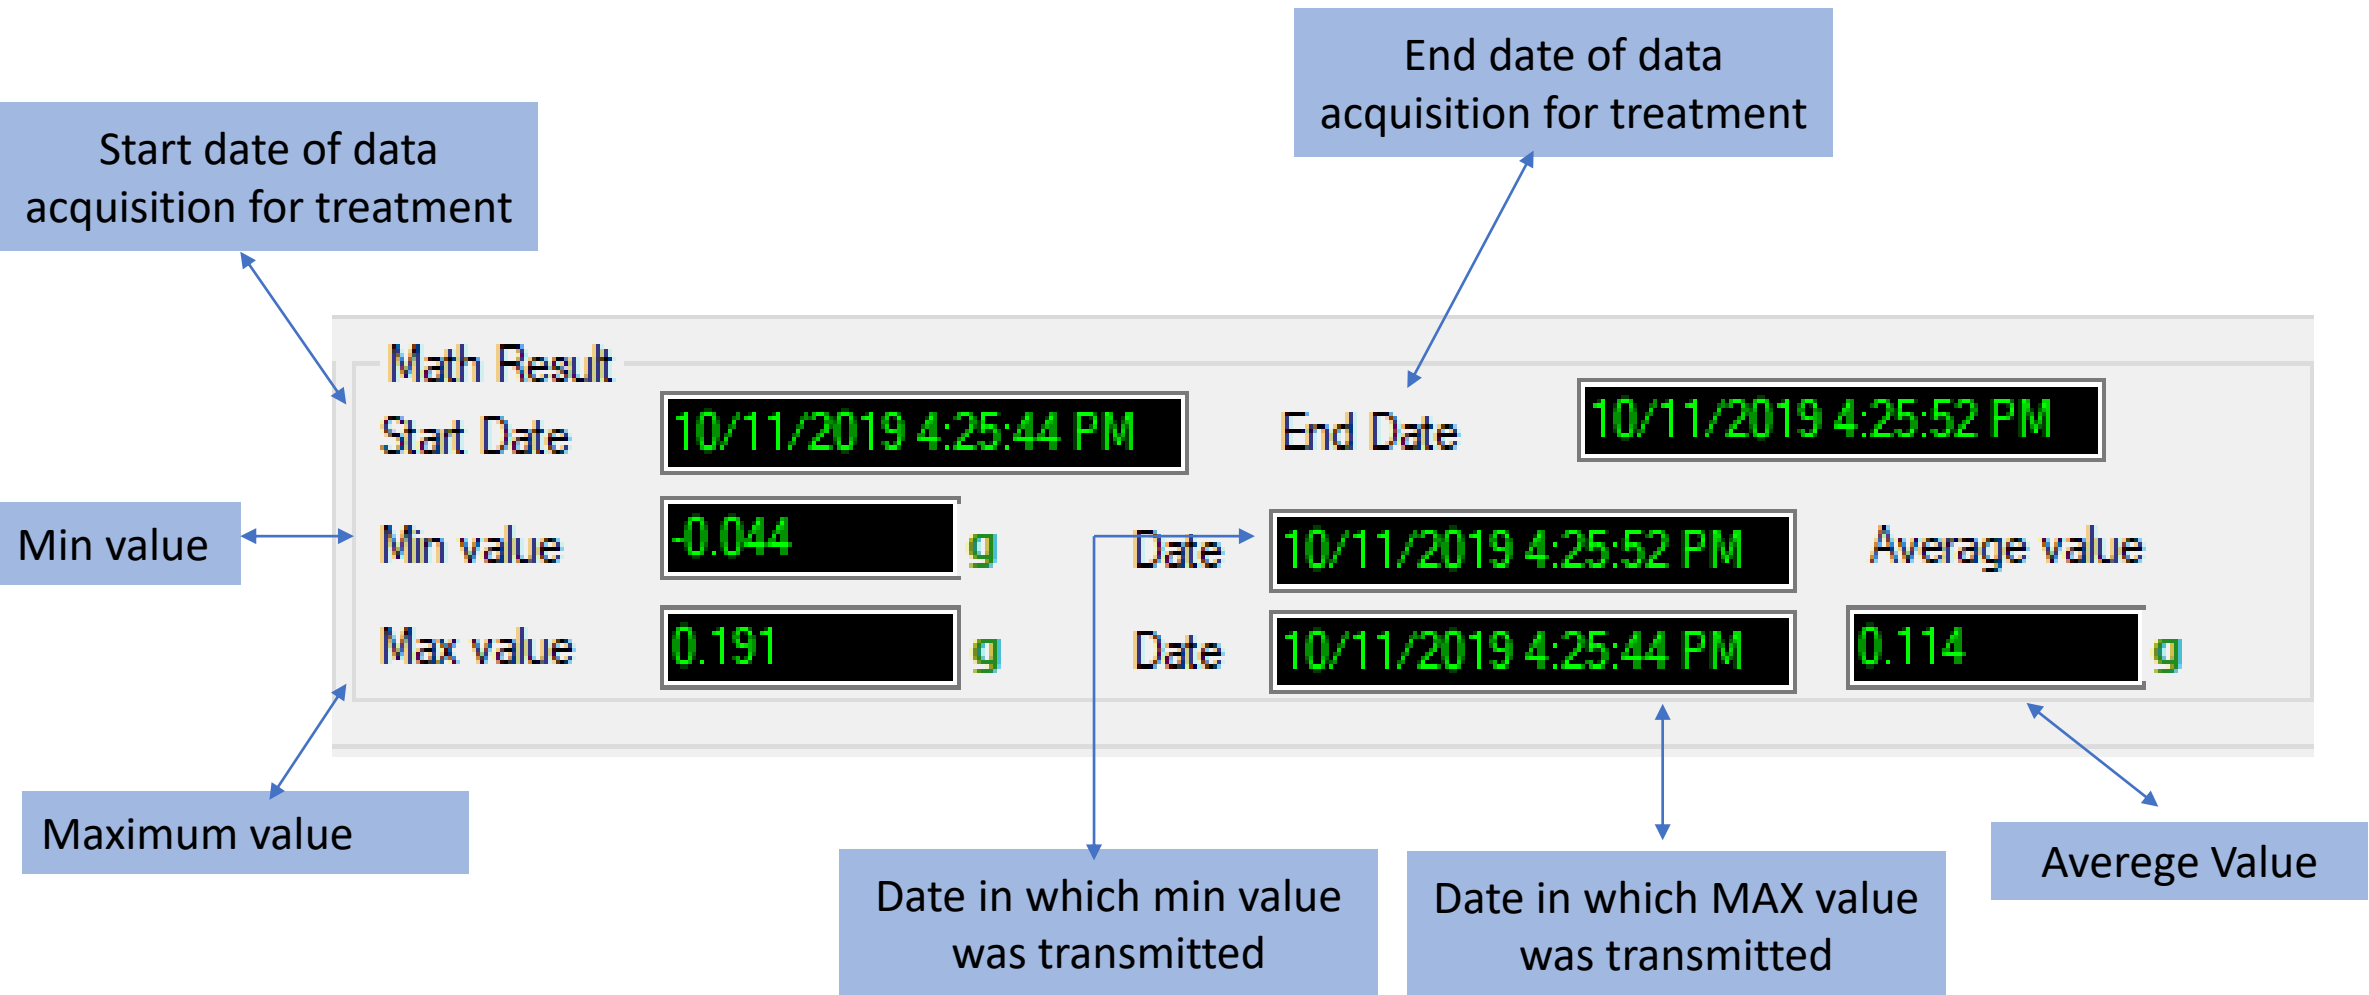 End date of data
acquisition for treatment
Start date of data
acquisition for treatment
Math Result
Start Date 10/11/2019 4:25:44 PM End Date 10/11/2019 4:25:52 PM
Min value
Min value -0.044 g Date 10/11/2019 4:25:52 PM Average value
Max value 0.191 g Date 10/11/2019 4:25:44 PM 0.114 g
Maximum value
Date in which min value
was transmitted
Date in which MAX value
was transmitted
Averege Value